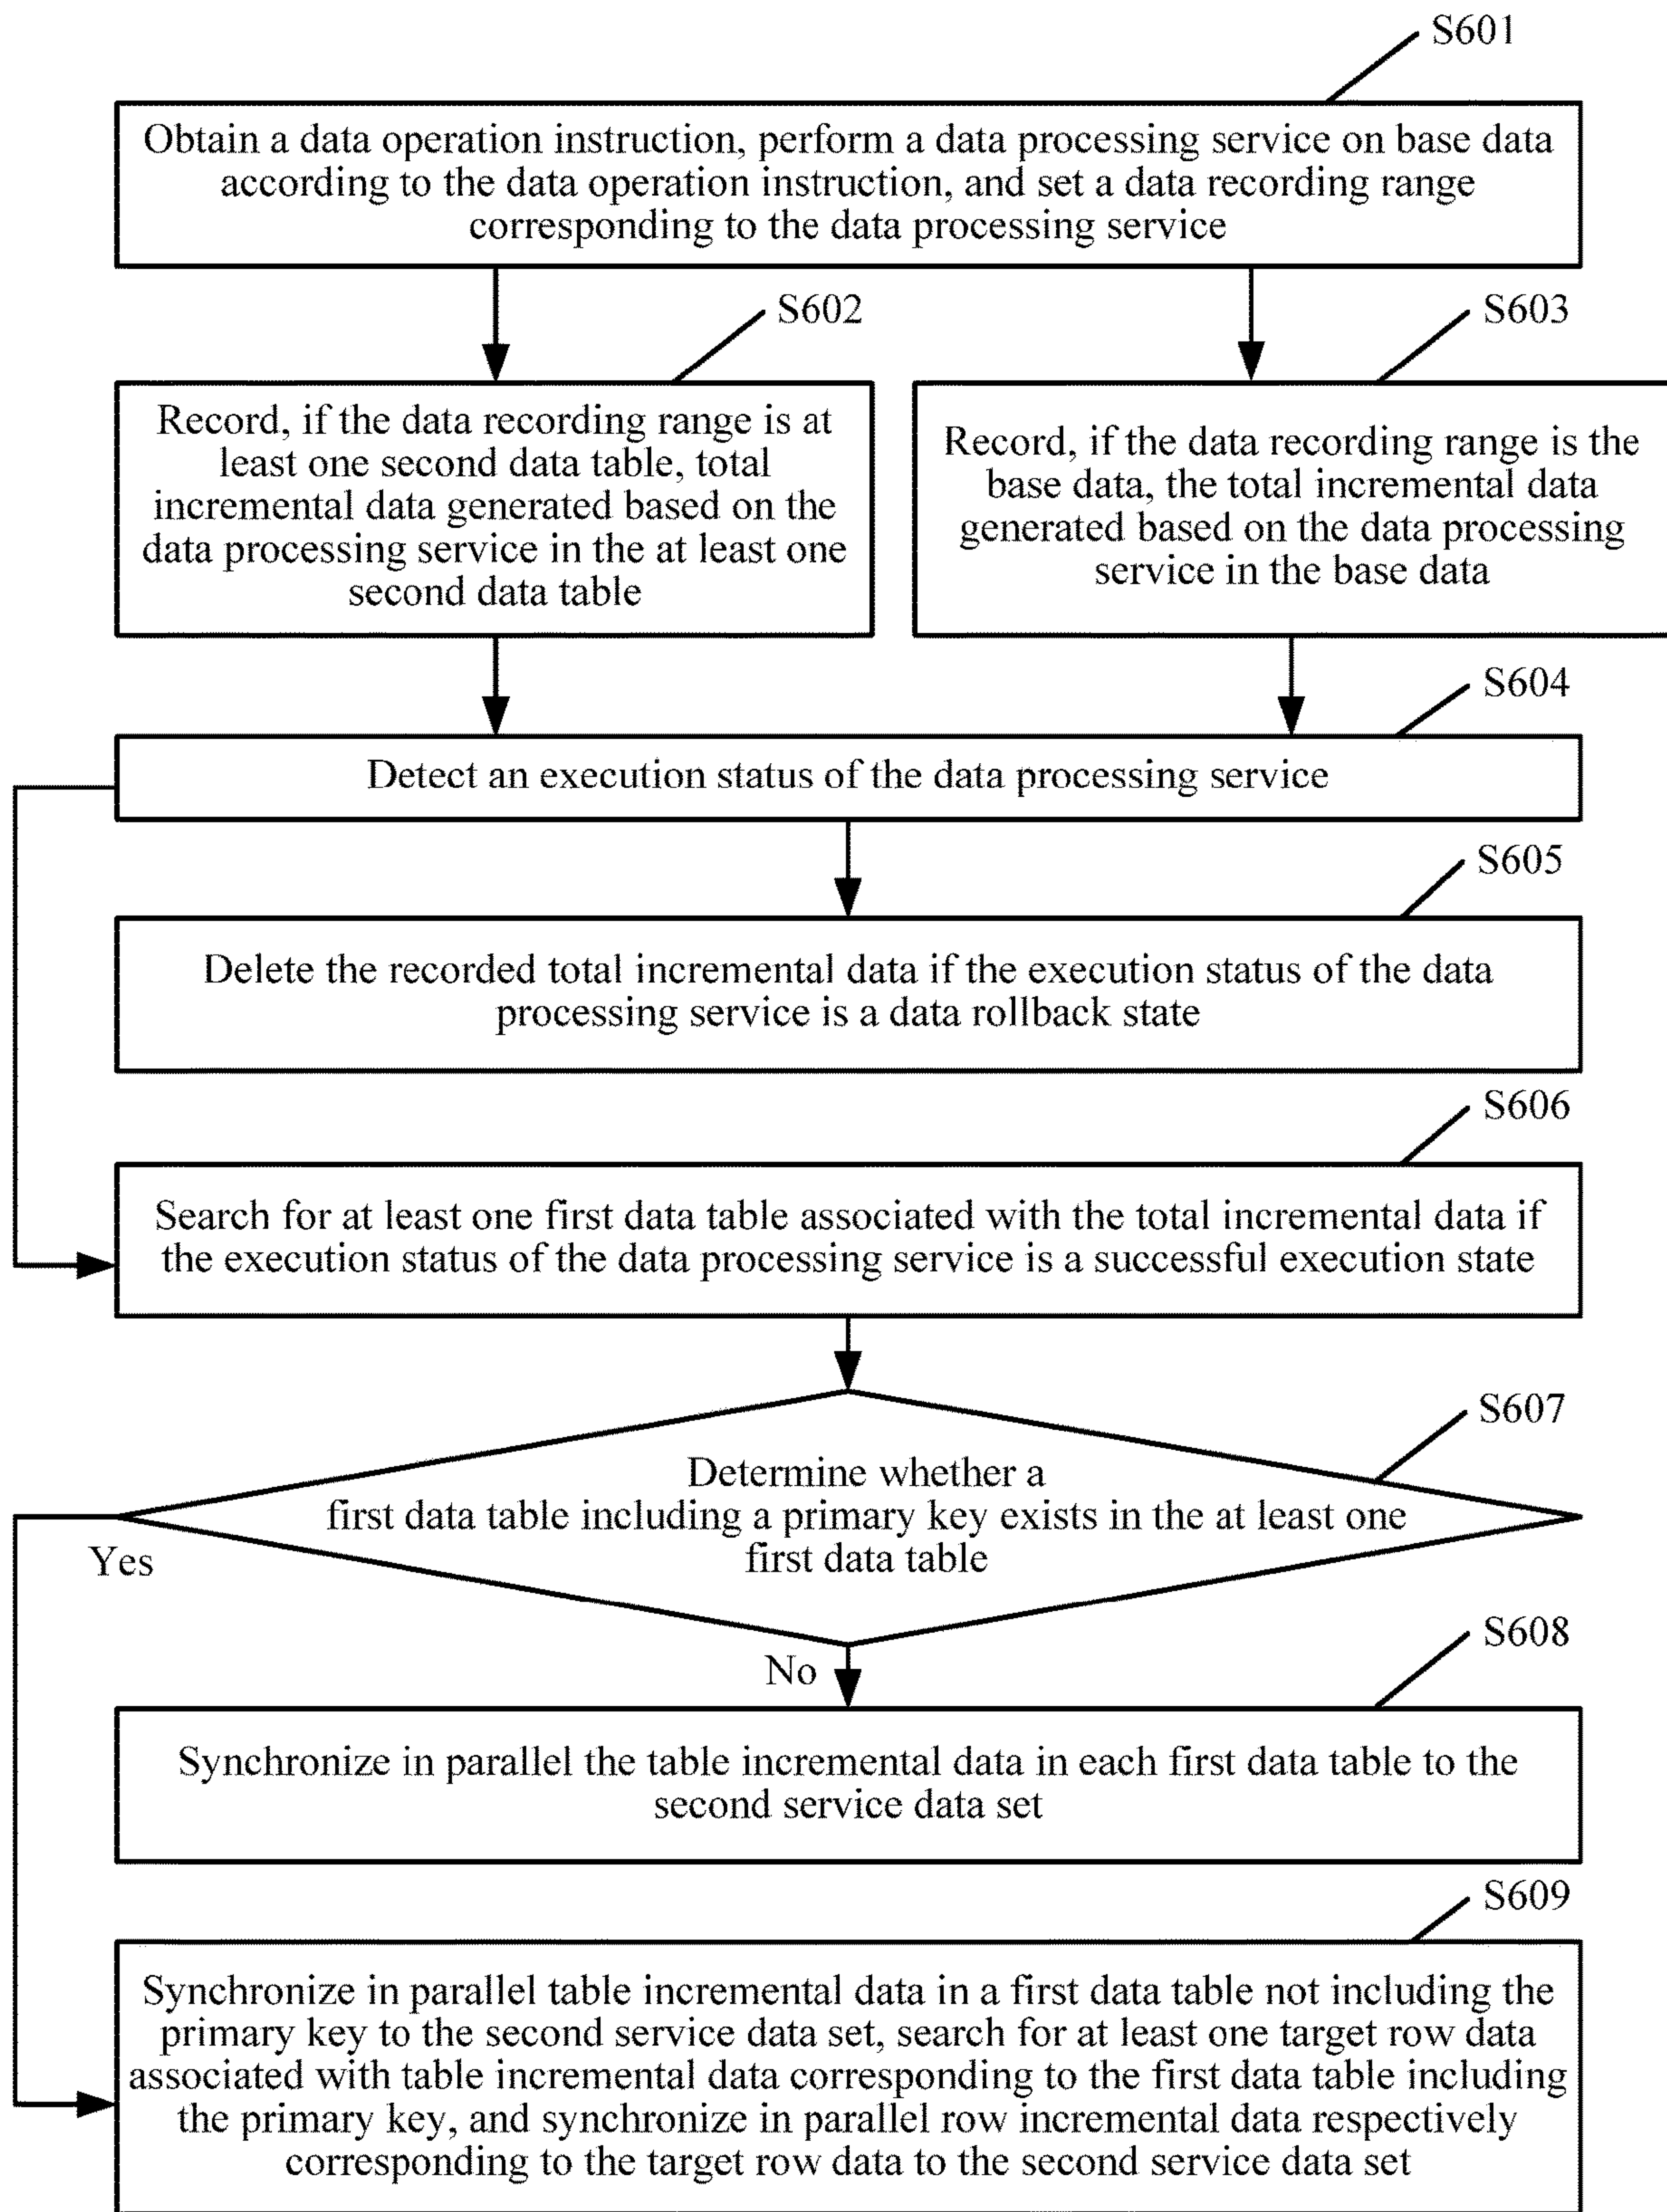 S601
Obtain a data operation instruction, perform a data processing service on base data
according to the data operation instruction, and set a data recording range
corresponding to the data processing service
S602
S603
Record, if the data recording range is at
least one second data table, total
incremental data generated based on the
data processing service in the at least one
second data table
Record, if the data recording range is the
base data, the total incremental data
generated based on the data processing
service in the base data
S604
Detect an execution status of the data processing service
S605
Delete the recorded total incremental data if the execution status of the data
processing service is a data rollback state
S606
Search for at least one first data table associated with the total incremental data if
the execution status of the data processing service is a successful execution state
S607
Determine whether a
first data table including a primary key exists in the at least one
first data table
Yes
S608
No
Synchronize in parallel the table incremental data in each first data table to the
second service data set
S609
Synchronize in parallel table incremental data in a first data table not including the
primary key to the second service data set, search for at least one target row data
associated with table incremental data corresponding to the first data table including
the primary key, and synchronize in parallel row incremental data respectively
corresponding to the target row data to the second service data set